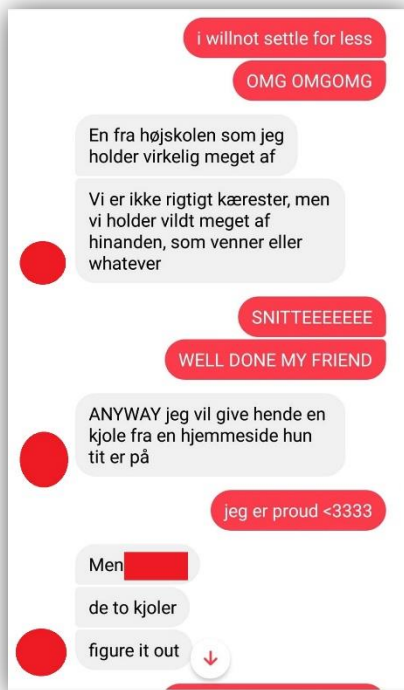 i willnot settle for less
OMG OMGOMG
En fra højskolen som jeg
holder virkelig meget af
Vi er ikke rigtigt kærester, men
vi holder vildt meget af
hinanden, som venner eller
whatever
SNITTEEEEEEE
WELL DONE MY FRIEND
ANYWAY jeg vil give hende en
kjole fra en hjemmeside hun
tit er på
jeg er proud <3333
Men
de to kjoler
figure it out